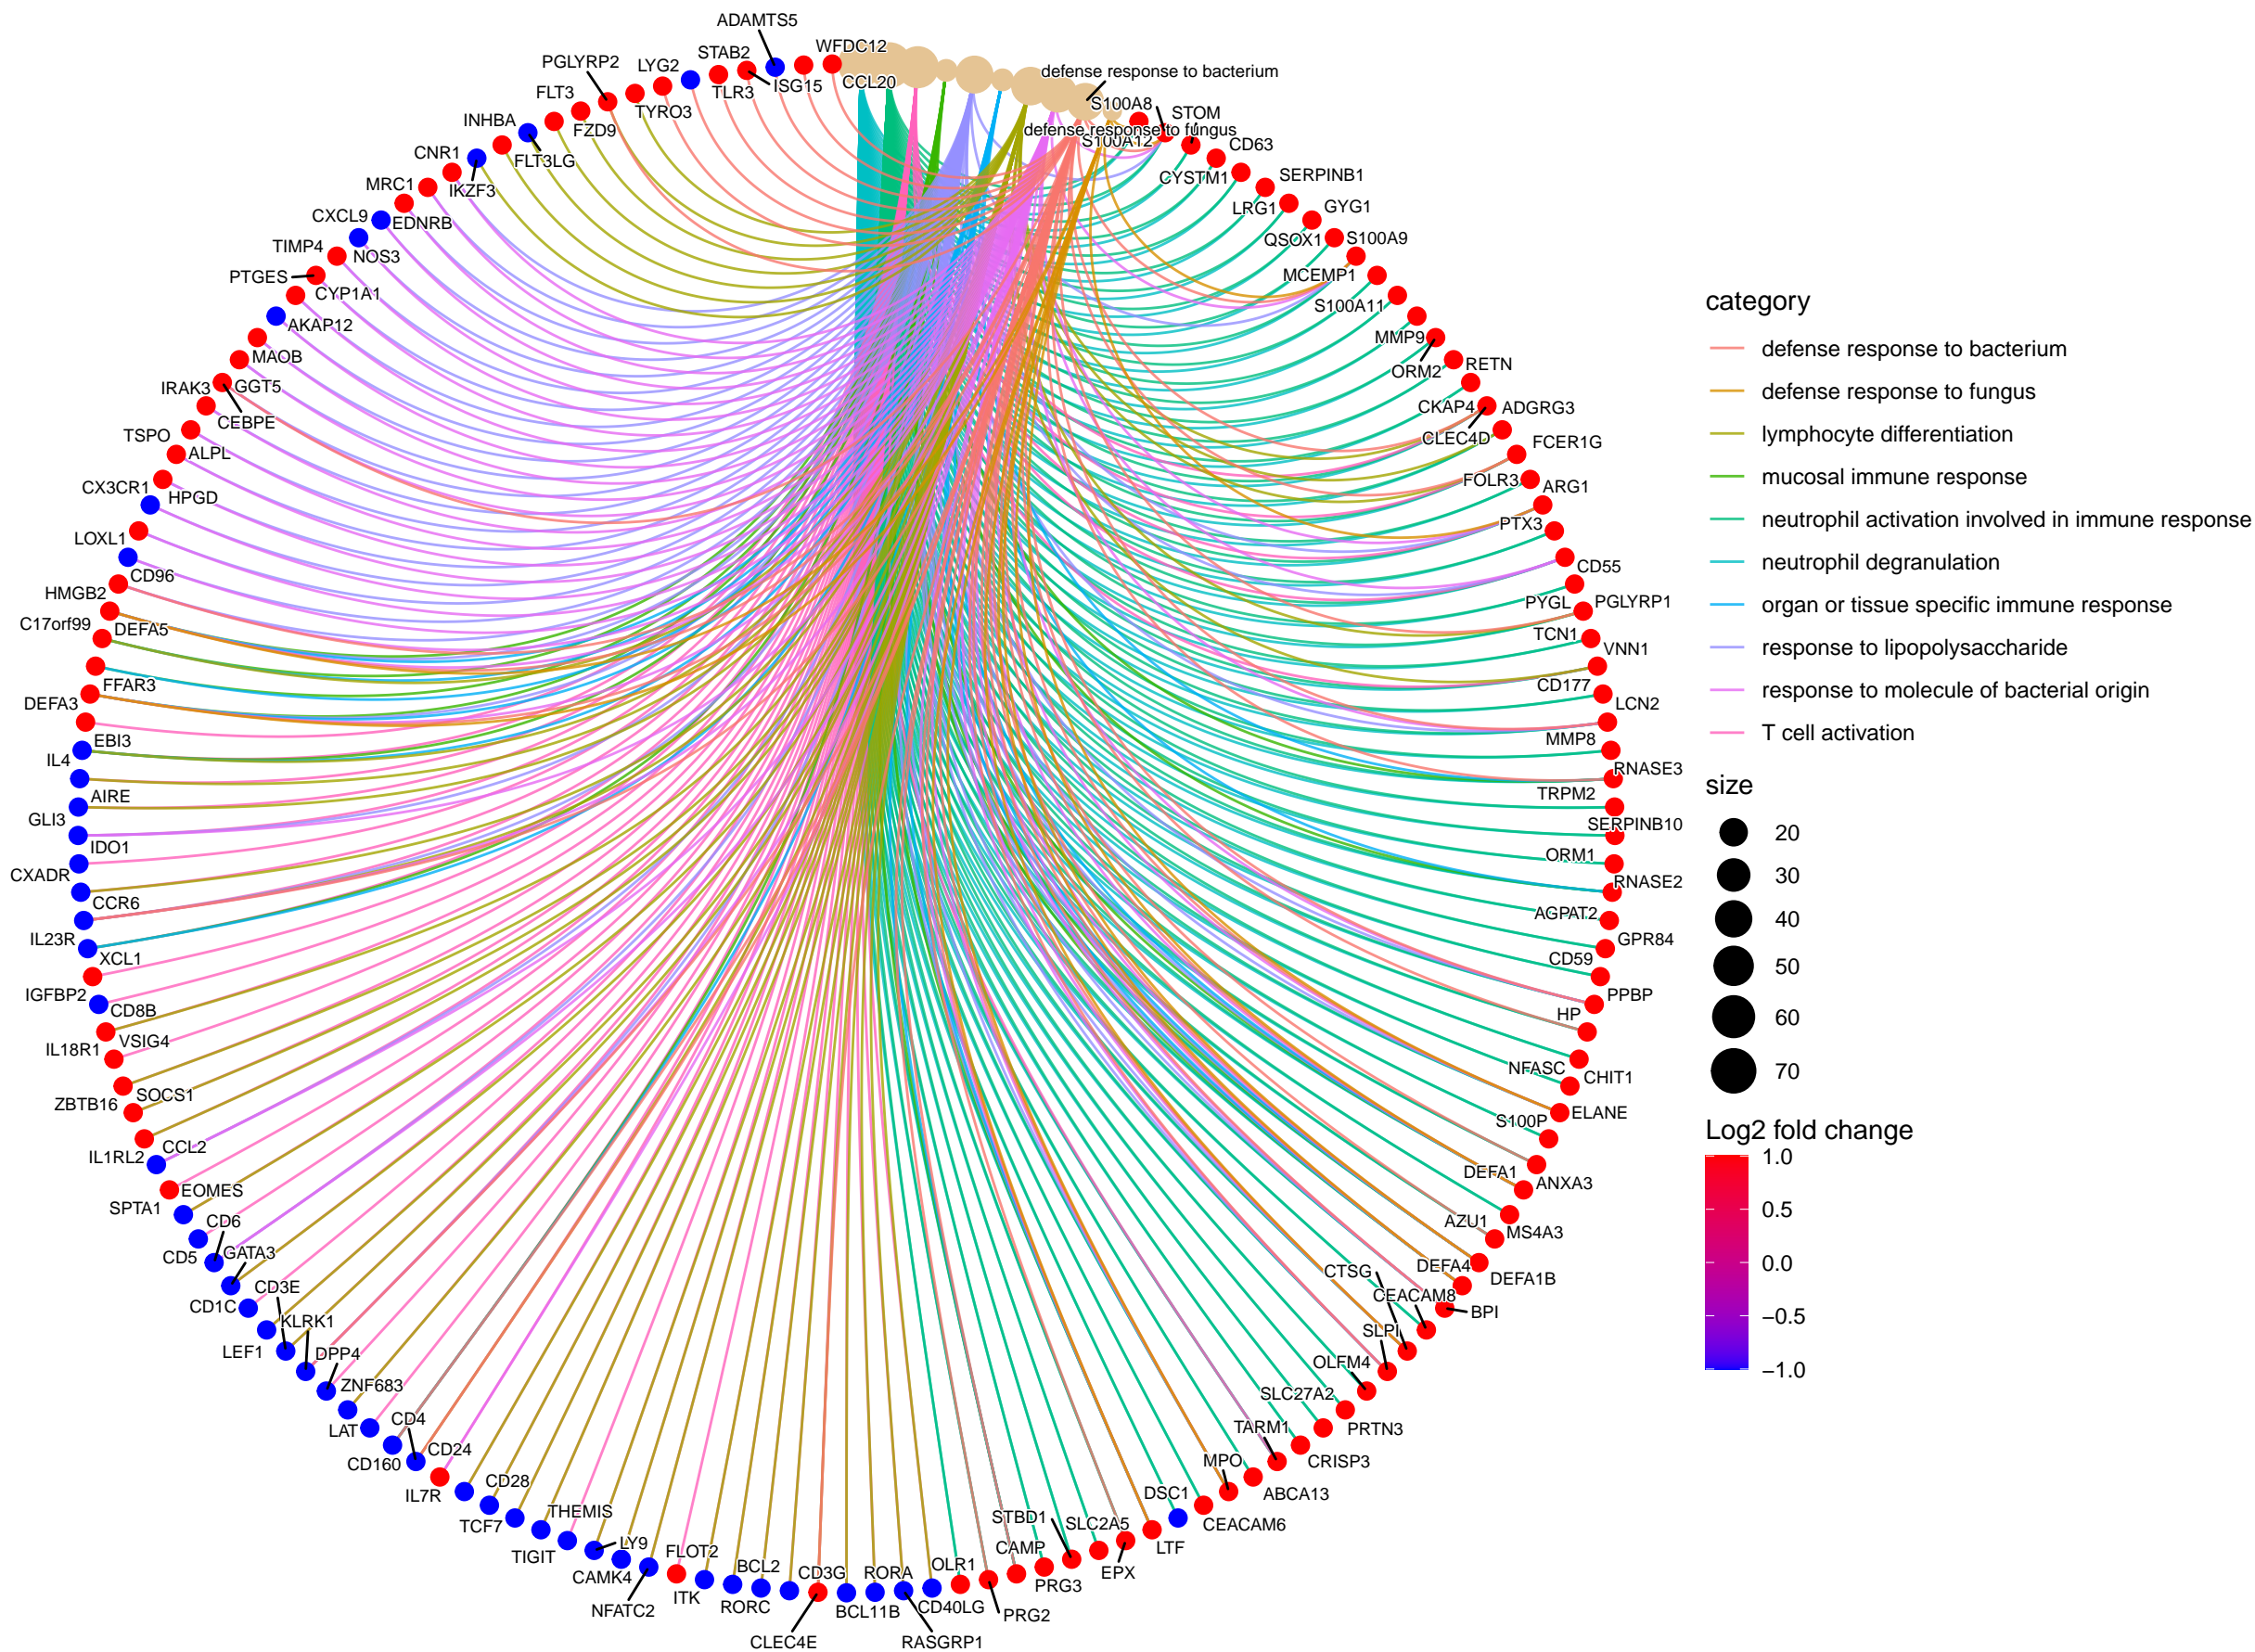 ADAMTS5
WFDC12
STAB2
PGLYRP2
LYG2
CCL20
ISG15
TLR3
defense response to bacterium
FLT3
TYRO3
S100A8
STOM
INHBA
FZD9
defense response to fungus
S100A12
CD63
CNR1
FLT3LG
CYSTM1
SERPINB1
MRC1
IKZF3
LRG1
GYG1
CXCL9
EDNRB
QSOX1
S100A9
TIMP4
NOS3
MCEMP1
PTGES
CYP1A1
S100A11
AKAP12
MMP9
MAOB
ORM2
RETN
IRAK3
GGT5
CKAP4
ADGRG3
CEBPE
CLEC4D
TSPO
ALPL
FCER1G
CX3CR1
HPGD
FOLR3
ARG1
LOXL1
PTX3
CD96
CD55
HMGB2
PYGL
PGLYRP1
C17orf99
DEFA5
TCN1
VNN1
FFAR3
CD177
DEFA3
LCN2
EBI3
MMP8
IL4
RNASE3
AIRE
TRPM2
GLI3
SERPINB10
IDO1
ORM1
CXADR
RNASE2
CCR6
AGPAT2
IL23R
GPR84
XCL1
CD59
IGFBP2
PPBP
CD8B
HP
IL18R1
VSIG4
NFASC
CHIT1
ZBTB16
SOCS1
S100P
ELANE
IL1RL2
CCL2
DEFA1
ANXA3
SPTA1
EOMES
AZU1
MS4A3
CD5
CD6
DEFA4
DEFA1B
GATA3
CTSG
CD1C
CD3E
CEACAM8
BPI
LEF1
KLRK1
SLPI
DPP4
OLFM4
ZNF683
SLC27A2
PRTN3
LAT
CD4
TARM1
CRISP3
CD160
CD24
MPO
ABCA13
IL7R
CD28
DSC1
CEACAM6
TCF7
THEMIS
STBD1
SLC2A5
LTF
TIGIT
LY9
FLOT2
CAMP
EPX
CAMK4
BCL2
CD3G
RORA
OLR1
PRG3
NFATC2
ITK
RORC
BCL11B
CD40LG
PRG2
CLEC4E
RASGRP1
category
defense response to bacterium
defense response to fungus
lymphocyte differentiation
mucosal immune response
neutrophil activation involved in immune response
neutrophil degranulation
organ or tissue specific immune response
response to lipopolysaccharide
response to molecule of bacterial origin
T cell activation
size
20
30
40
50
60
70
Log2 fold change
1.0
0.5
0.0
−0.5
−1.0